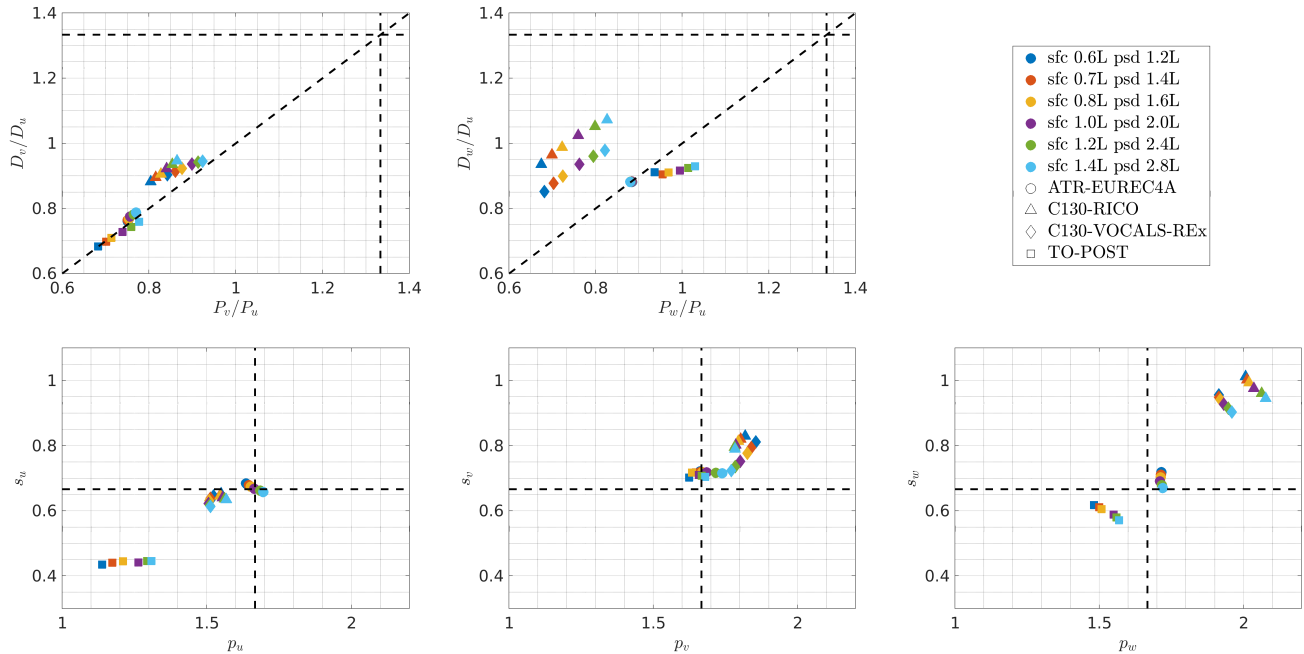 1.4
1.2
1
0.8
0.6
D_v/D_u
0.6 0.8 1 1.2 1.4
P_v/P_u
1.4
1.2
1
0.8
0.6
D_w/D_u
0.6 0.8 1 1.2 1.4
P_w/P_u
sfc 0.6L psd 1.2L
sfc 0.7L psd 1.4L
sfc 0.8L psd 1.6L
sfc 1.0L psd 2.0L
sfc 1.2L psd 2.4L
sfc 1.4L psd 2.8L
ATR-EUREC4A
C130-RICO
C130-VOCALS-REx
TO-POST
1
0.8
0.6
0.4
s_u
1 1.5 2
p_u
1
0.8
0.6
0.4
s_v
1 1.5 2
p_v
1
0.8
0.6
0.4
s_w
1 1.5 2
p_w